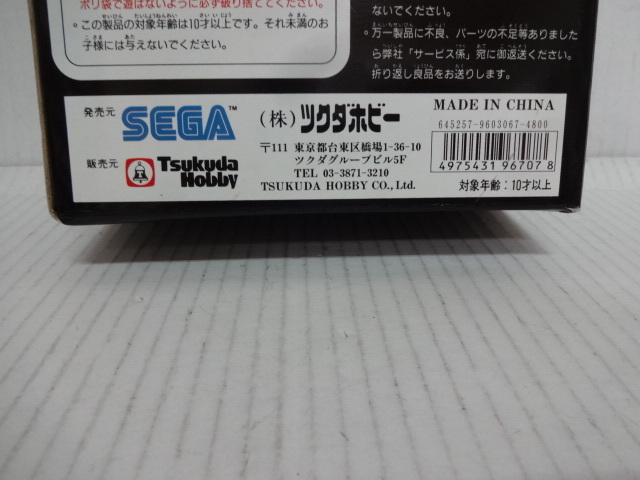 ポリ袋で遊ばないように必ず破り捨ててください。
。この製品の対象年齢は10才以上です。それ未満のお
子様には与えないでください。
ないでください。
。万一製品に不良、パーツの不足等ありました
ら弊社「サービス係」宛に御返送ください。
折り返し良品をお送りします。
発売元 SEGA™
販売元 Tsukuda Hobby
(株)ツクダホビー
〒111 東京都台東区橋場1-36-10
ツクダグループビル5F
TEL 03-3871-3210
TSUKUDA HOBBY CO., Ltd.
MADE IN CHINA
645257-9603067-4800
4975431967078
対象年齢:10才以上